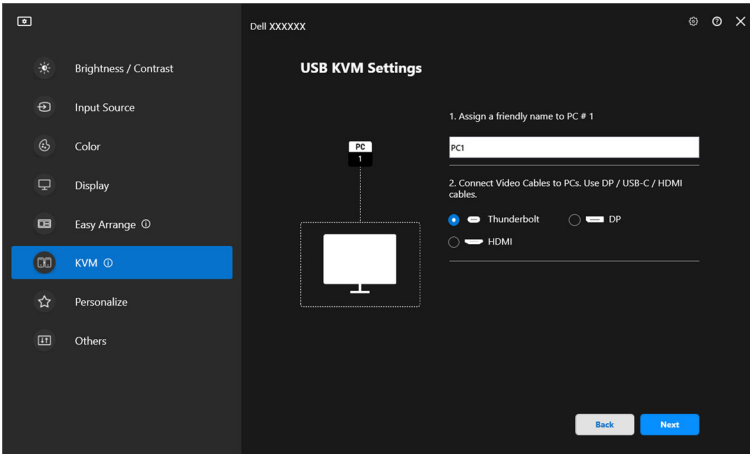 Dell XXXXXX
Brightness / Contrast
Input Source
Color
Display
Easy Arrange
KVM
Personalize
Others
USB KVM Settings
PC
1
1. Assign a friendly name to PC # 1
PC1
2. Connect Video Cables to PCs. Use DP / USB-C / HDMI
cables.
Thunderbolt
DP
HDMI
Back
Next